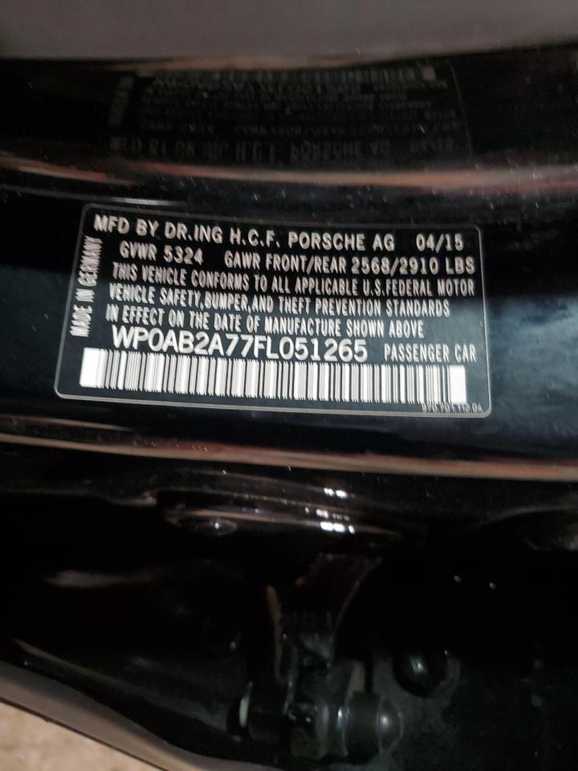 MFD BY DR.ING H.C.F. PORSCHE AG 04/15
GVWR 5324 GAWR FRONT/REAR 2568/2910 LBS
THIS VEHICLE CONFORMS TO ALL APPLICABLE U.S.FEDERAL MOTOR
VEHICLE SAFETY,BUMPER,AND THEFT PREVENTION STANDARDS
IN EFFECT ON THE DATE OF MANUFACTURE SHOWN ABOVE.
WP0AB2A77FL051265 PASSENGER CAR
MADE IN GERMANY